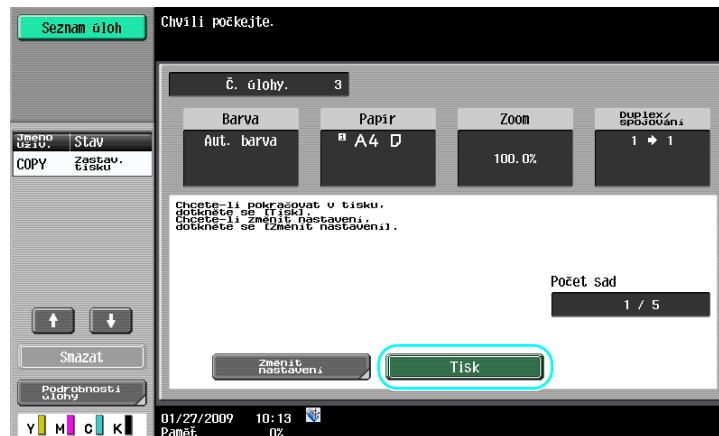 Seznam úloh
Chvíli počkejte.
Č. úlohy. 3
Barva Papír Zoom Duplex/
spojování
Aut. barva 1 A4 100.0% 1 → 1
Jméno
uživ. Stav
COPY Zastav.
tisku
Chcete-li pokračovat v tisku,
dotkněte se [Tisk].
Chcete-li změnit nastavení,
dotkněte se [Změnit nastavení].
Počet sad
1 / 5
Smazat
Změnit
nastavení
Tisk
Podrobnosti
úlohy
Y M C K
01/27/2009 10:13
Paměť 0%